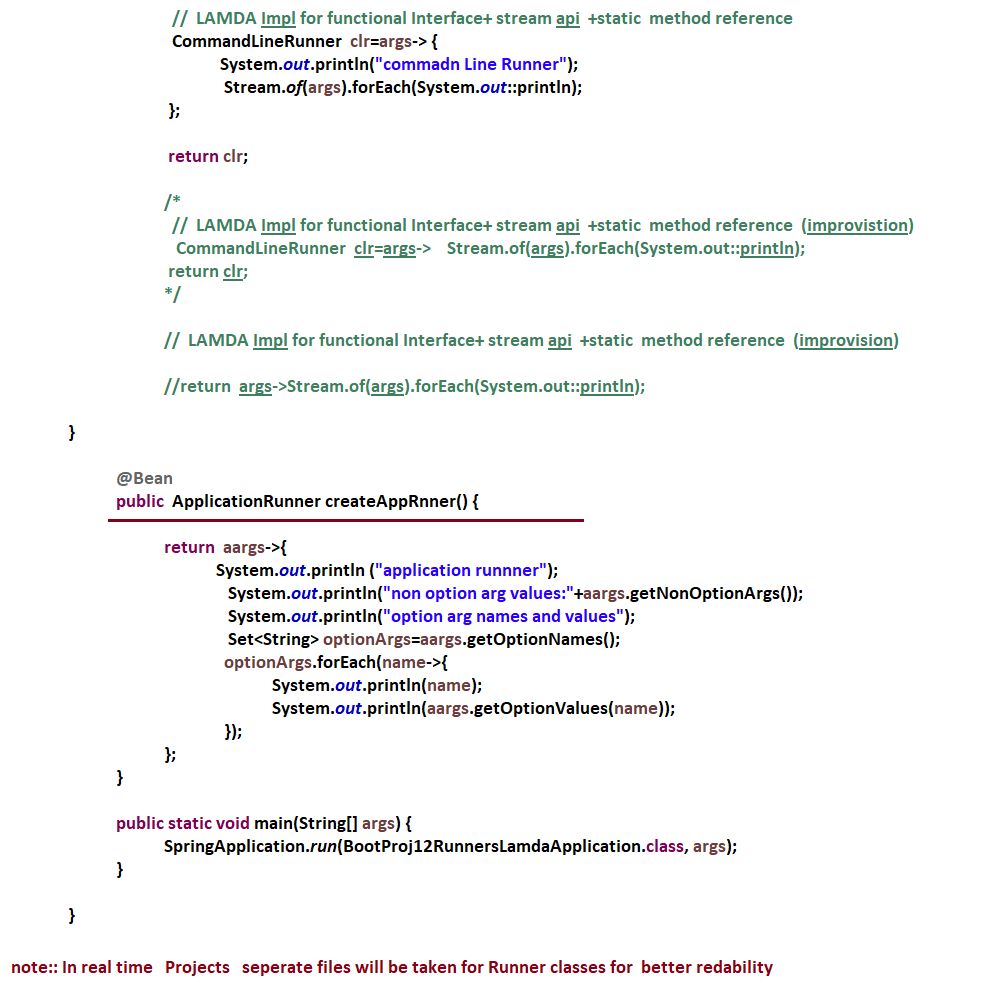 // LAMDA Impl for functional Interface+ stream api +static method reference
CommandLineRunner clr=args-> {
System.out.println("commadn Line Runner");
Stream.of(args).forEach(System.out::println);
};
return clr;
/*
// LAMDA Impl for functional Interface+ stream api +static method reference (improvistion)
CommandLineRunner clr=args-> Stream.of(args).forEach(System.out::println);
return clr;
*/
// LAMDA Impl for functional Interface+ stream api +static method reference (improvision)
//return args->Stream.of(args).forEach(System.out::println);
}
@Bean
public ApplicationRunner createAppRnner() {
return aargs->{
System.out.println ("application runnner");
System.out.println("non option arg values:"+aargs.getNonOptionArgs());
System.out.println("option arg names and values");
Set<String> optionArgs=aargs.getOptionNames();
optionArgs.forEach(name->{
System.out.println(name);
System.out.println(aargs.getOptionValues(name));
});
};
}
public static void main(String[] args) {
SpringApplication.run(BootProj12RunnersLamdaApplication.class, args);
}
}
note:: In real time Projects seperate files will be taken for Runner classes for better redability